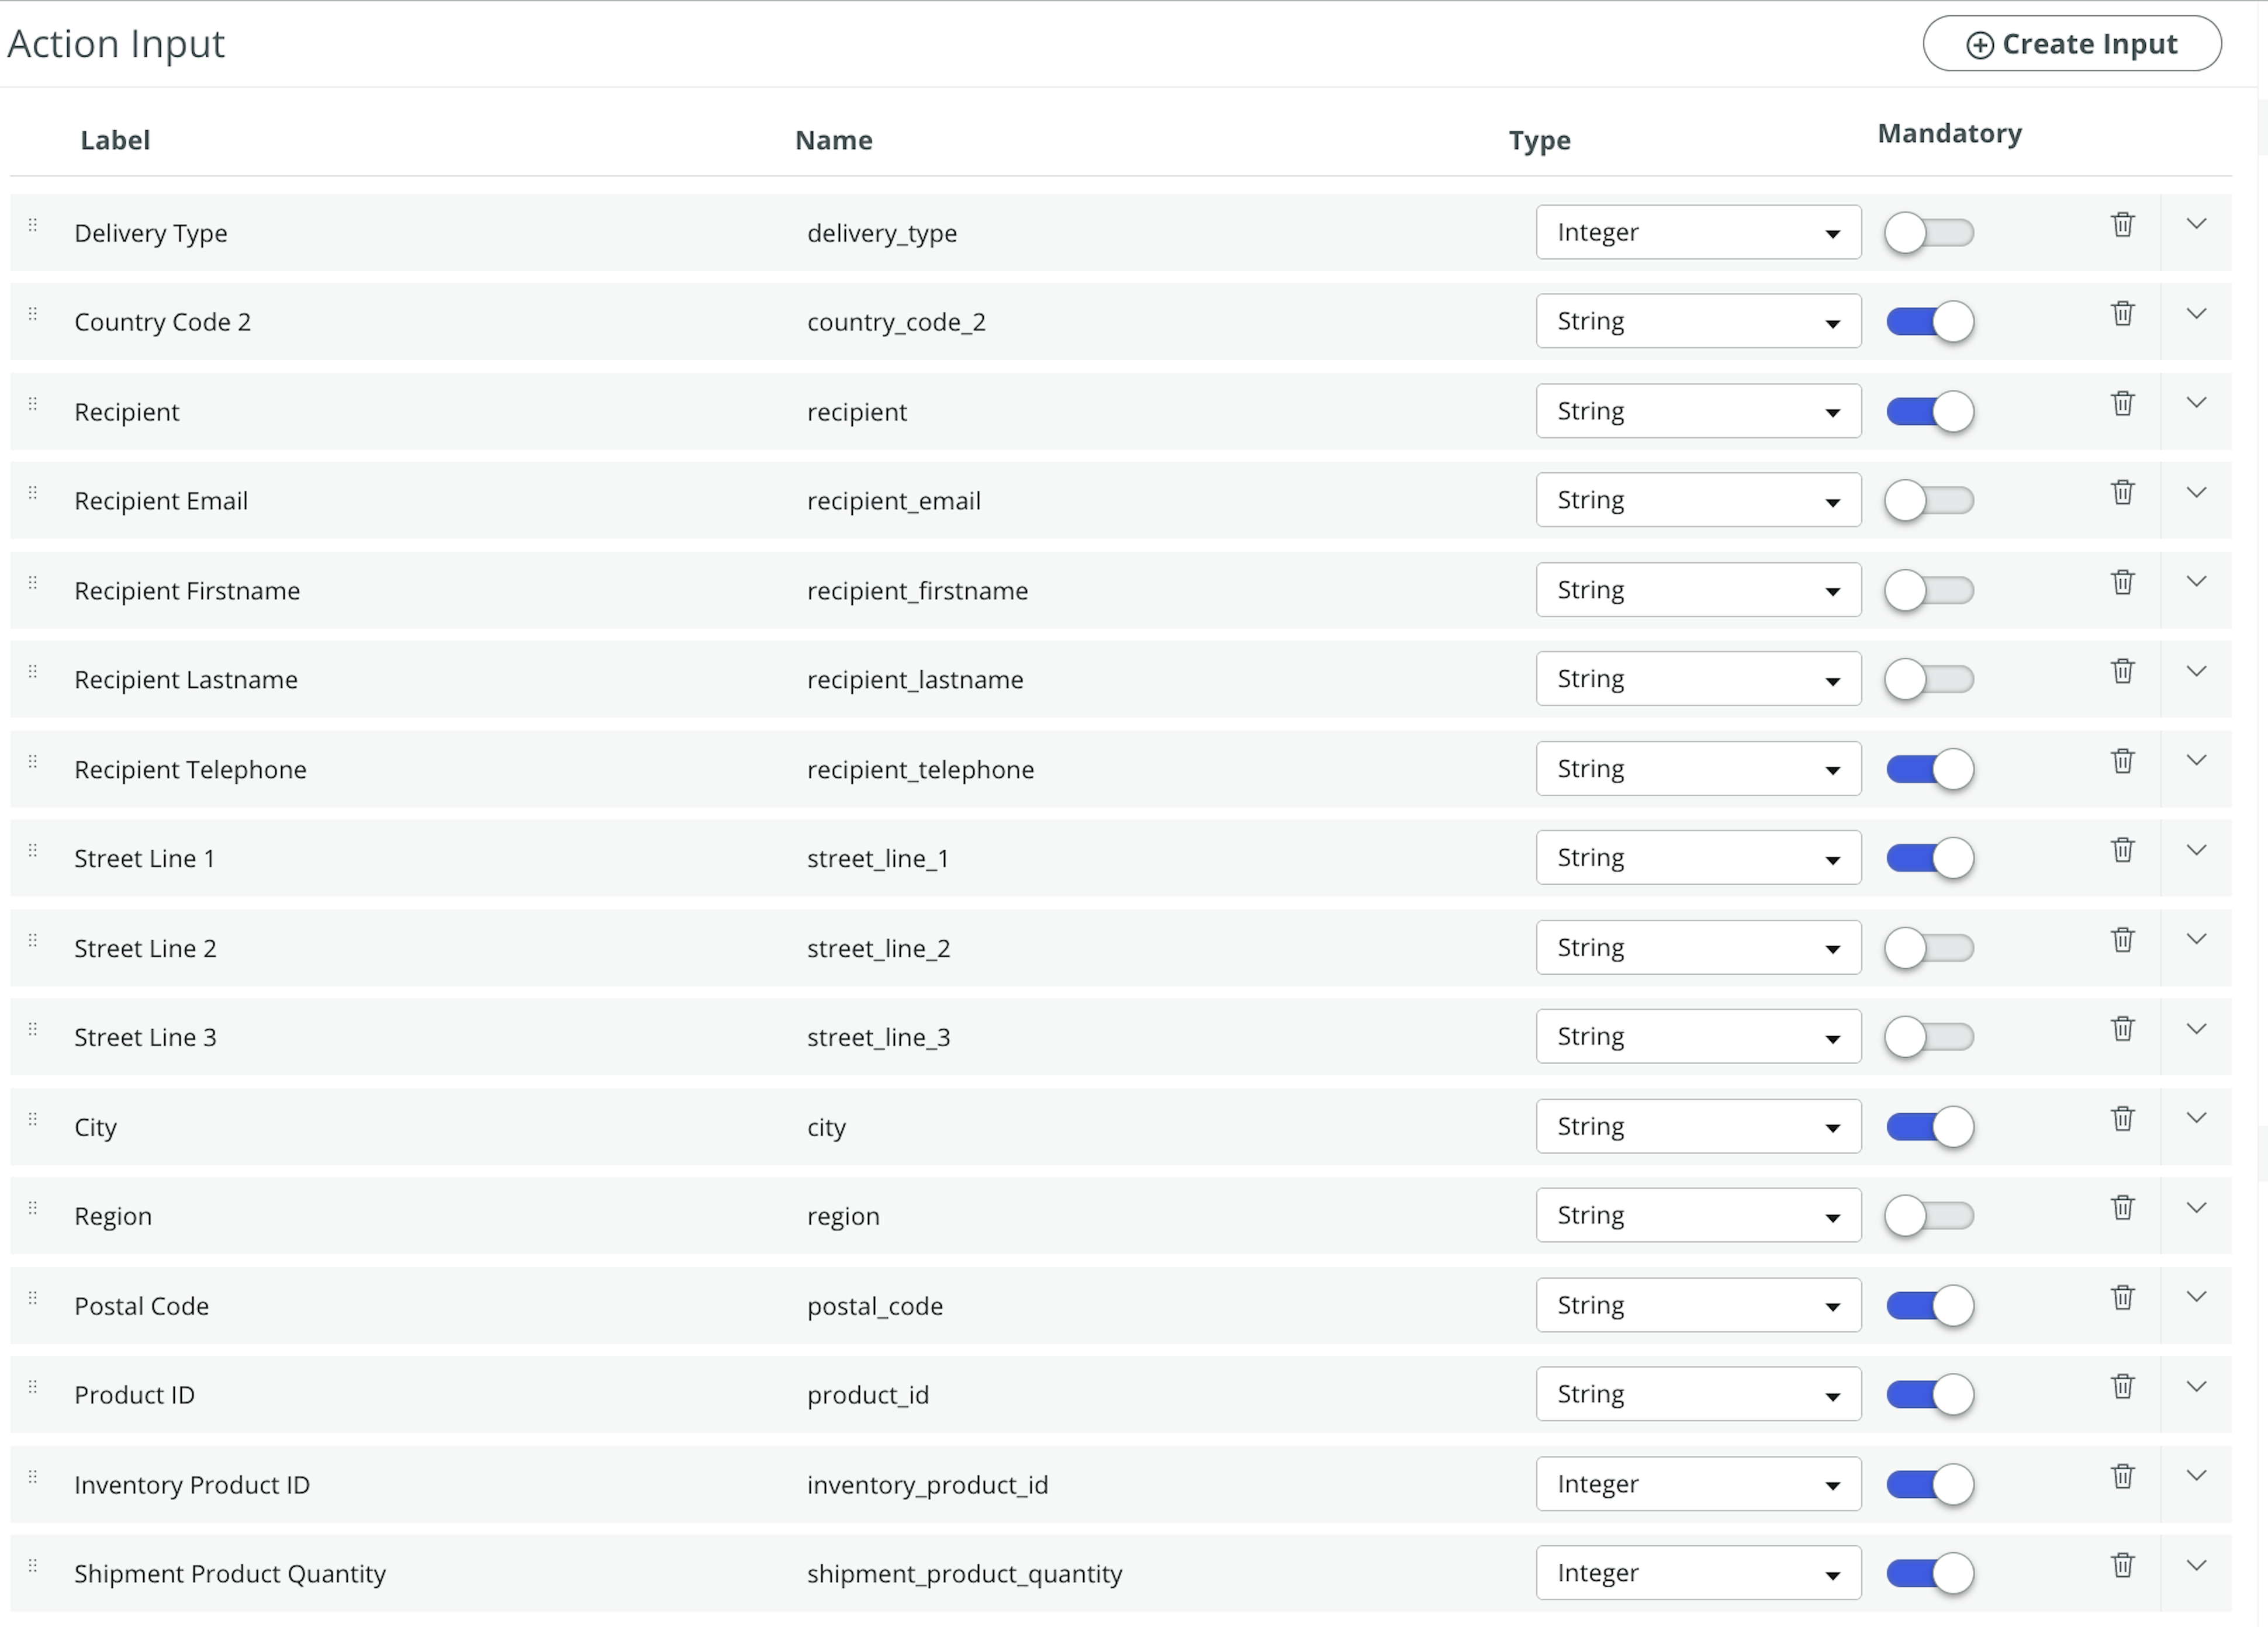 Action Input
Create Input
Label Name Type Mandatory
Delivery Type delivery_type Integer
Country Code 2 country_code_2 String
Recipient recipient String
Recipient Email recipient_email String
Recipient Firstname recipient_firstname String
Recipient Lastname recipient_lastname String
Recipient Telephone recipient_telephone String
Street Line 1 street_line_1 String
Street Line 2 street_line_2 String
Street Line 3 street_line_3 String
City city String
Region region String
Postal Code postal_code String
Product ID product_id String
Inventory Product ID inventory_product_id Integer
Shipment Product Quantity shipment_product_quantity Integer